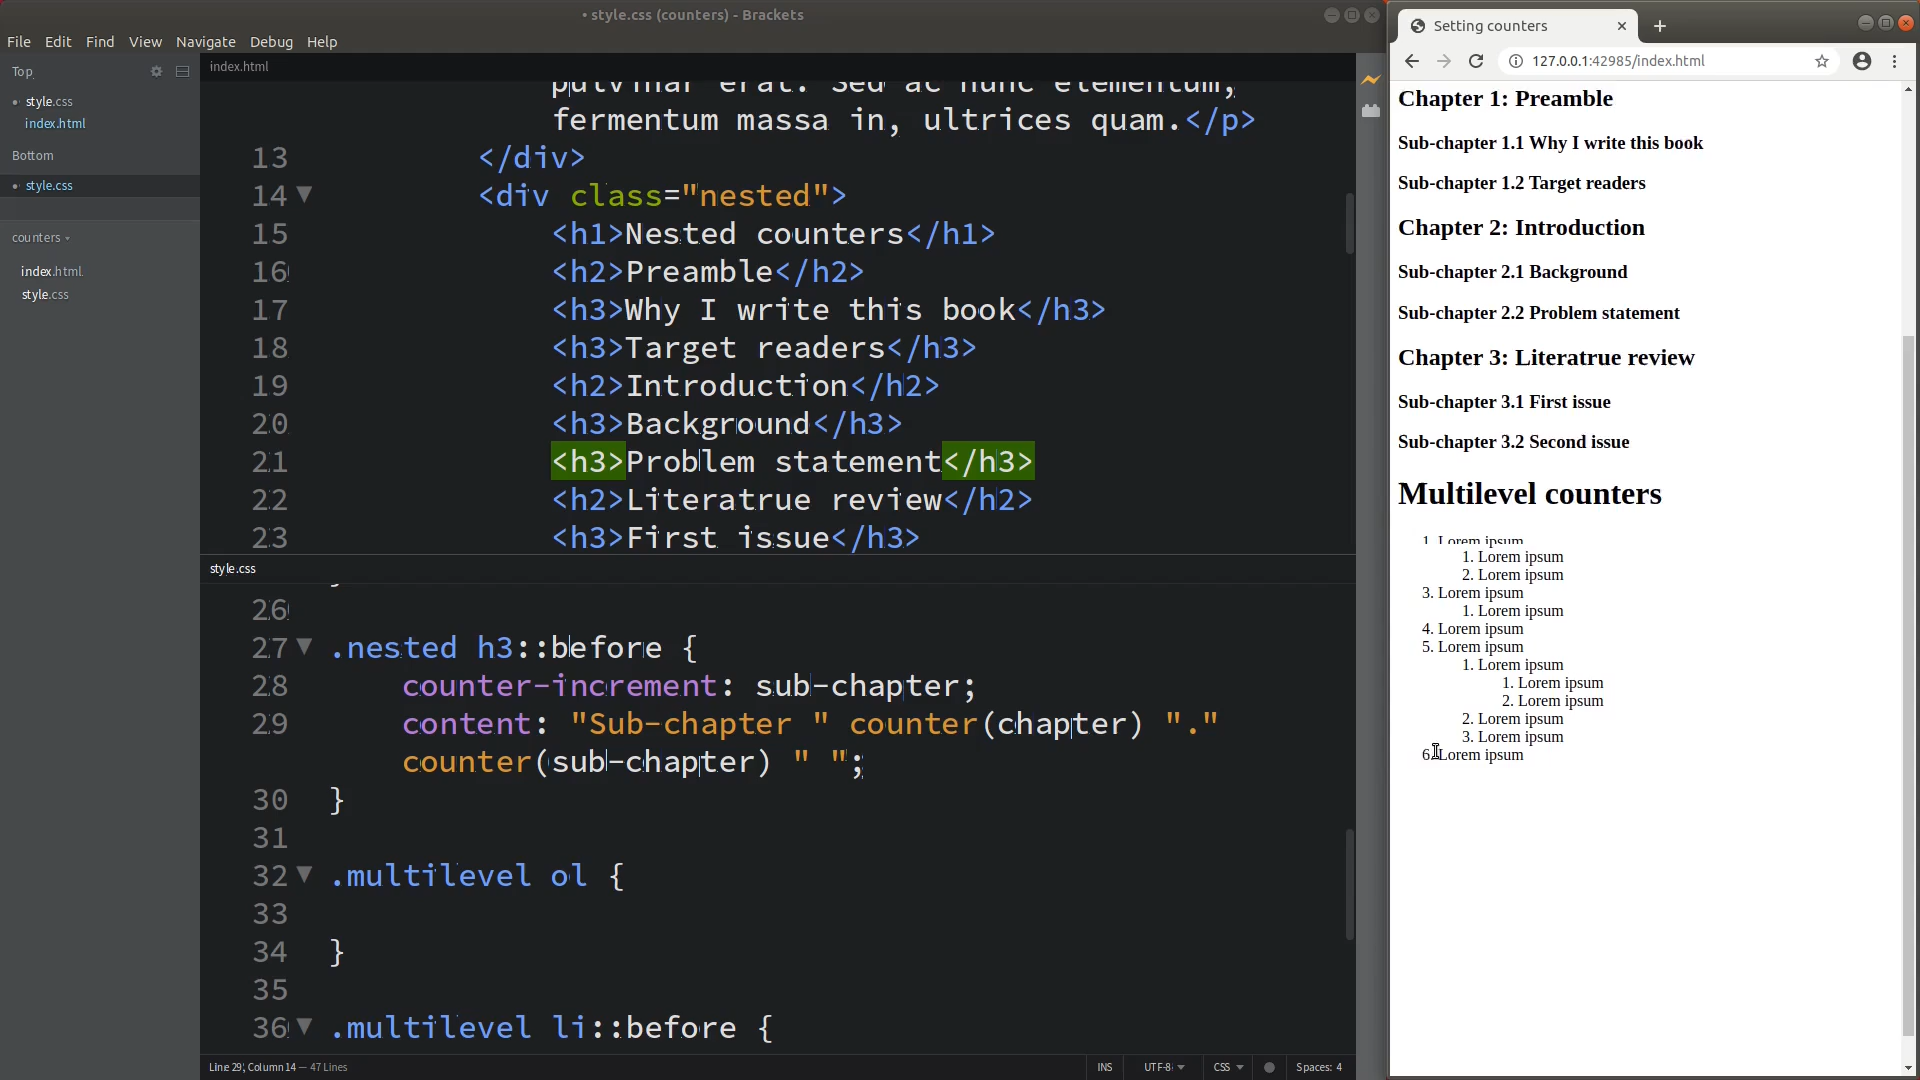 • style.css (counters) - Brackets
File Edit Find View Navigate Debug Help
Top
• style.css
index.html
Bottom
• style.css
counters
index.html
style.css
index.html
pulvinar erat. Sed ac nunc elementum,
fermentum massa in, ultrices quam.</p>
13 </div>
14 <div class="nested">
15 <h1>Nested counters</h1>
16 <h2>Preamble</h2>
17 <h3>Why I write this book</h3>
18 <h3>Target readers</h3>
19 <h2>Introduction</h2>
20 <h3>Background</h3>
21 <h3>Problem statement</h3>
22 <h2>Literatrue review</h2>
23 <h3>First issue</h3>
style.css
}
26
27 .nested h3::before {
28 counter-increment: sub-chapter;
29 content: "Sub-chapter " counter(chapter) "."
counter(sub-chapter) " ";
30 }
31
32 .multilevel ol {
33
34 }
35
36 .multilevel li::before {
Line 29, Column 14 — 47 Lines
INS UTF-8 CSS Spaces: 4
Setting counters
127.0.0.1:42985/index.html
Chapter 1: Preamble
Sub-chapter 1.1 Why I write this book
Sub-chapter 1.2 Target readers
Chapter 2: Introduction
Sub-chapter 2.1 Background
Sub-chapter 2.2 Problem statement
Chapter 3: Literatrue review
Sub-chapter 3.1 First issue
Sub-chapter 3.2 Second issue
Multilevel counters
1. Lorem ipsum
1. Lorem ipsum
2. Lorem ipsum
3. Lorem ipsum
1. Lorem ipsum
4. Lorem ipsum
5. Lorem ipsum
1. Lorem ipsum
1. Lorem ipsum
2. Lorem ipsum
2. Lorem ipsum
3. Lorem ipsum
6. Lorem ipsum